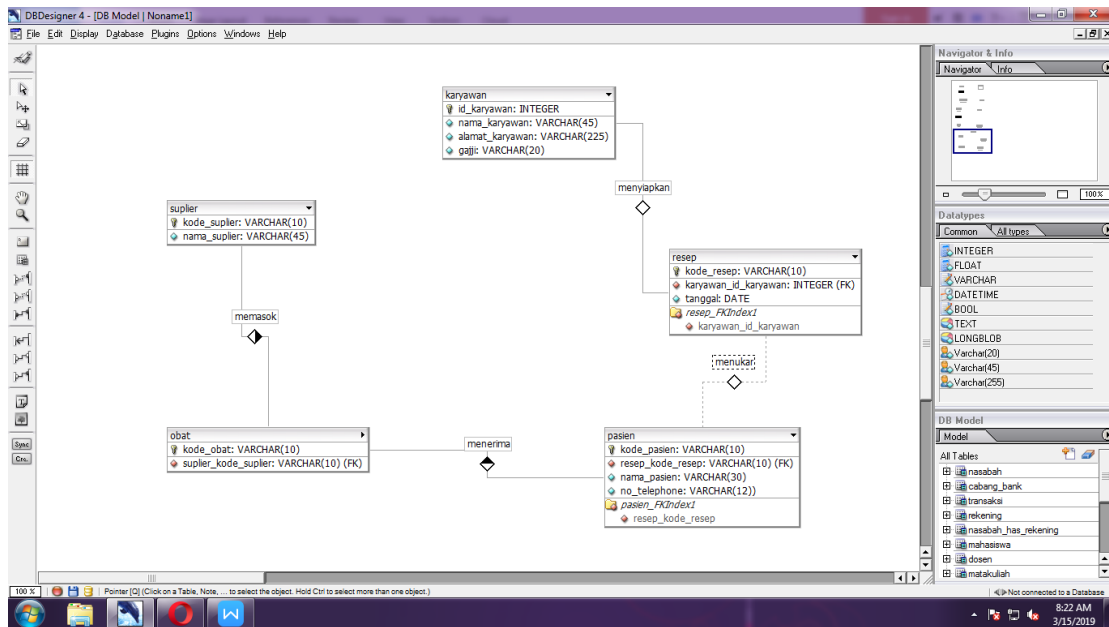 DBDesigner 4 - [DB Model | Noname1]
File Edit Display Database Plugins Options Windows Help
Navigator & Info
Navigator Info
100 %
Datatypes
Common All types
INTEGER
FLOAT
VARCHAR
DATETIME
BOOL
TEXT
LONGBLOB
Varchar(20)
Varchar(45)
Varchar(255)
DB Model
Model
All Tables
nasabah
cabang_bank
transaksi
rekening
nasabah_has_rekening
mahasiswa
dosen
matakuliah
Sync
Cre.
karyawan
id_karyawan: INTEGER
nama_karyawan: VARCHAR(45)
alamat_karyawan: VARCHAR(225)
gajji: VARCHAR(20)
menyiapkan
suplier
kode_suplier: VARCHAR(10)
nama_suplier: VARCHAR(45)
resep
kode_resep: VARCHAR(10)
karyawan_id_karyawan: INTEGER (FK)
tanggal: DATE
resep_FKIndex1
karyawan_id_karyawan
memasok
menukar
obat
kode_obat: VARCHAR(10)
suplier_kode_suplier: VARCHAR(10) (FK)
menerima
pasien
kode_pasien: VARCHAR(10)
resep_kode_resep: VARCHAR(10) (FK)
nama_pasien: VARCHAR(30)
no_telephone: VARCHAR(12))
pasien_FKIndex1
resep_kode_resep
100 %
Pointer [Q] (Click on a Table, Note, ... to select the object. Hold Ctrl to select more than one object.)
Not connected to a Database
8:22 AM
3/15/2019